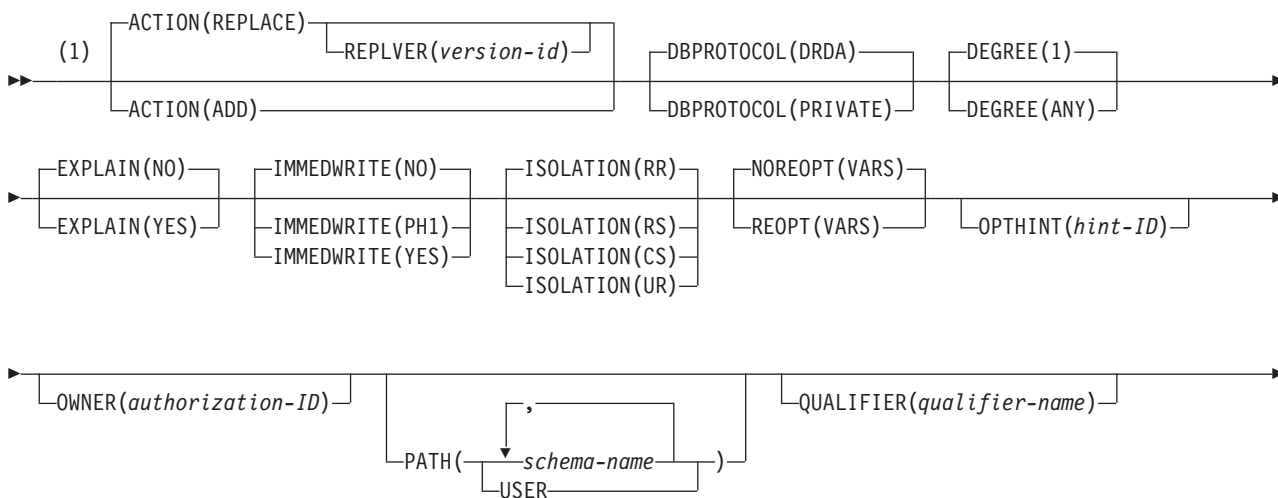 ACTION(REPLACE)
(1) REPLVER(version-id) DBPROTOCOL(DRDA) DEGREE(1)
ACTION(ADD) DBPROTOCOL(PRIVATE) DEGREE(ANY)
EXPLAIN(NO) IMMEDWRITE(NO) ISOLATION(RR) NOREOPT(VARS)
EXPLAIN(YES) IMMEDWRITE(PH1) ISOLATION(RS) REOPT(VARS) OPTHINT(hint-ID)
IMMEDWRITE(YES) ISOLATION(CS)
ISOLATION(UR)
OWNER(authorization-ID) , QUALIFIER(qualifier-name)
PATH( schema-name )
USER